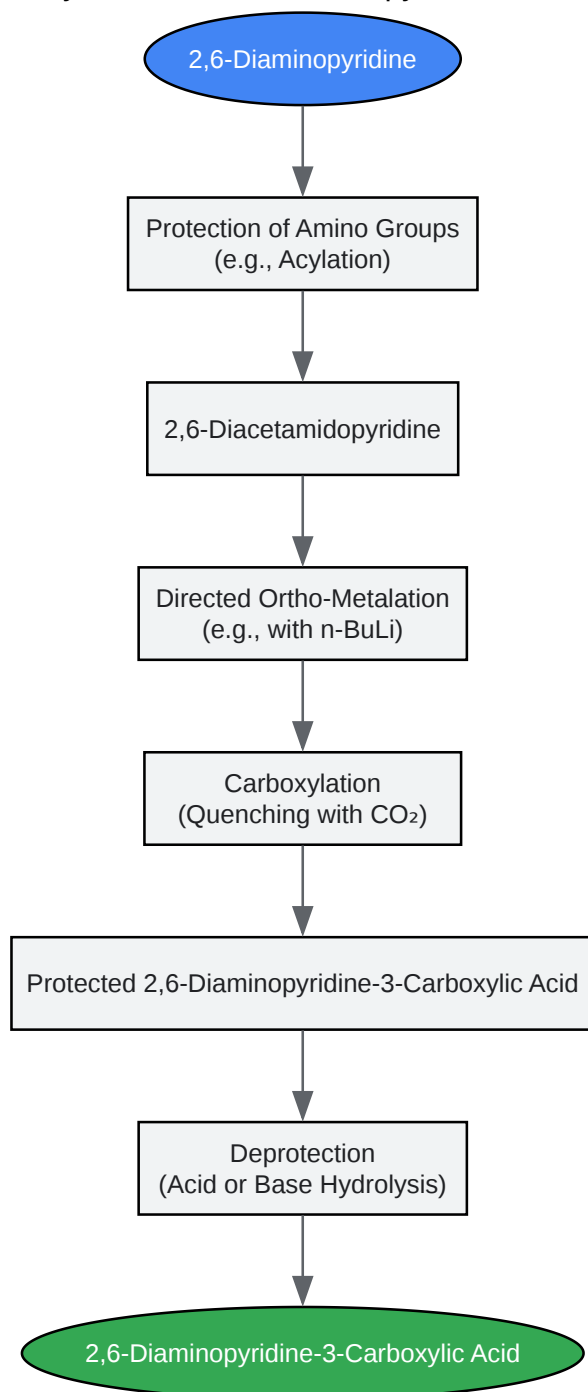 2,6-Diaminopyridine
Protection of Amino Groups
(e.g., Acylation)
2,6-Diacetamidopyridine
Directed Ortho-Metalation
(e.g., with n-BuLi)
Carboxylation
(Quenching with CO₂)
Protected 2,6-Diaminopyridine-3-Carboxylic Acid
Deprotection
(Acid or Base Hydrolysis)
2,6-Diaminopyridine-3-Carboxylic Acid